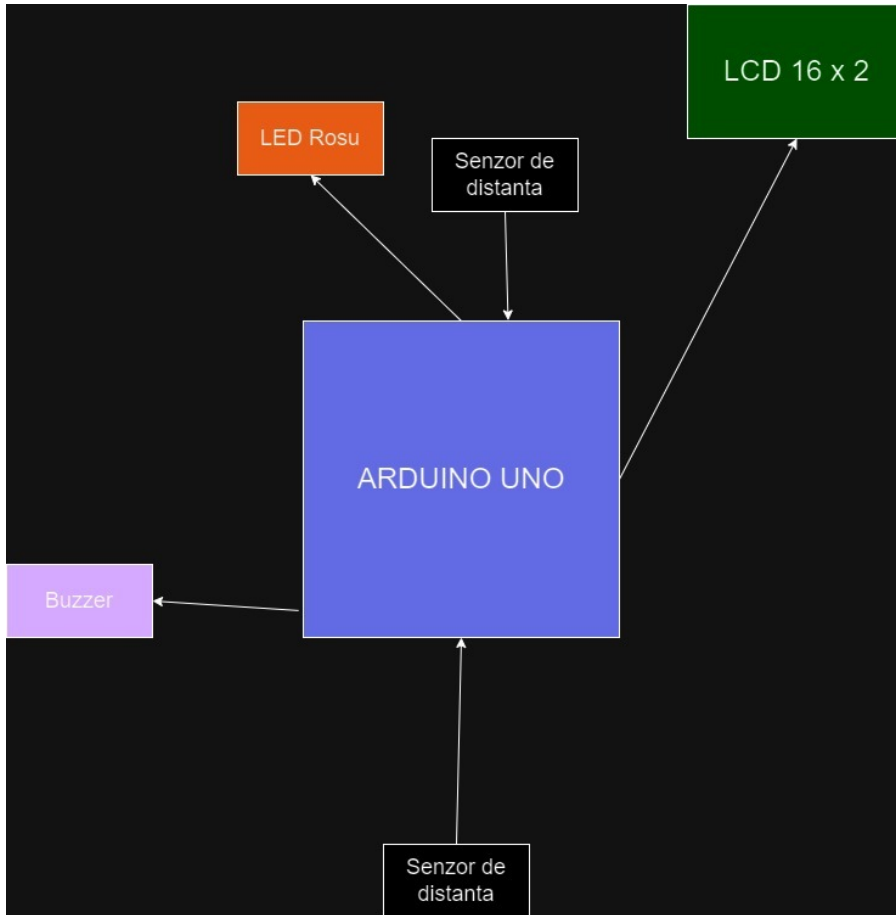 LCD 16 x 2
LED Rosu
Senzor de
distanta
ARDUINO UNO
Buzzer
Senzor de
distanta